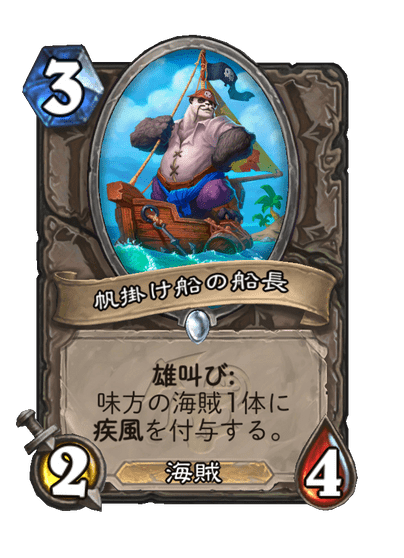 3
帆掛け船の船長
雄叫び:
味方の海賊1体に
疾風を付与する。
2
海賊
4